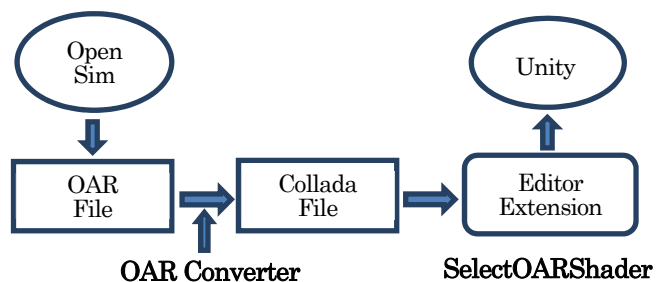 Open
Sim
Unity
OAR
File
Collada
File
Editor
Extension
OAR Converter
SelectOARShader